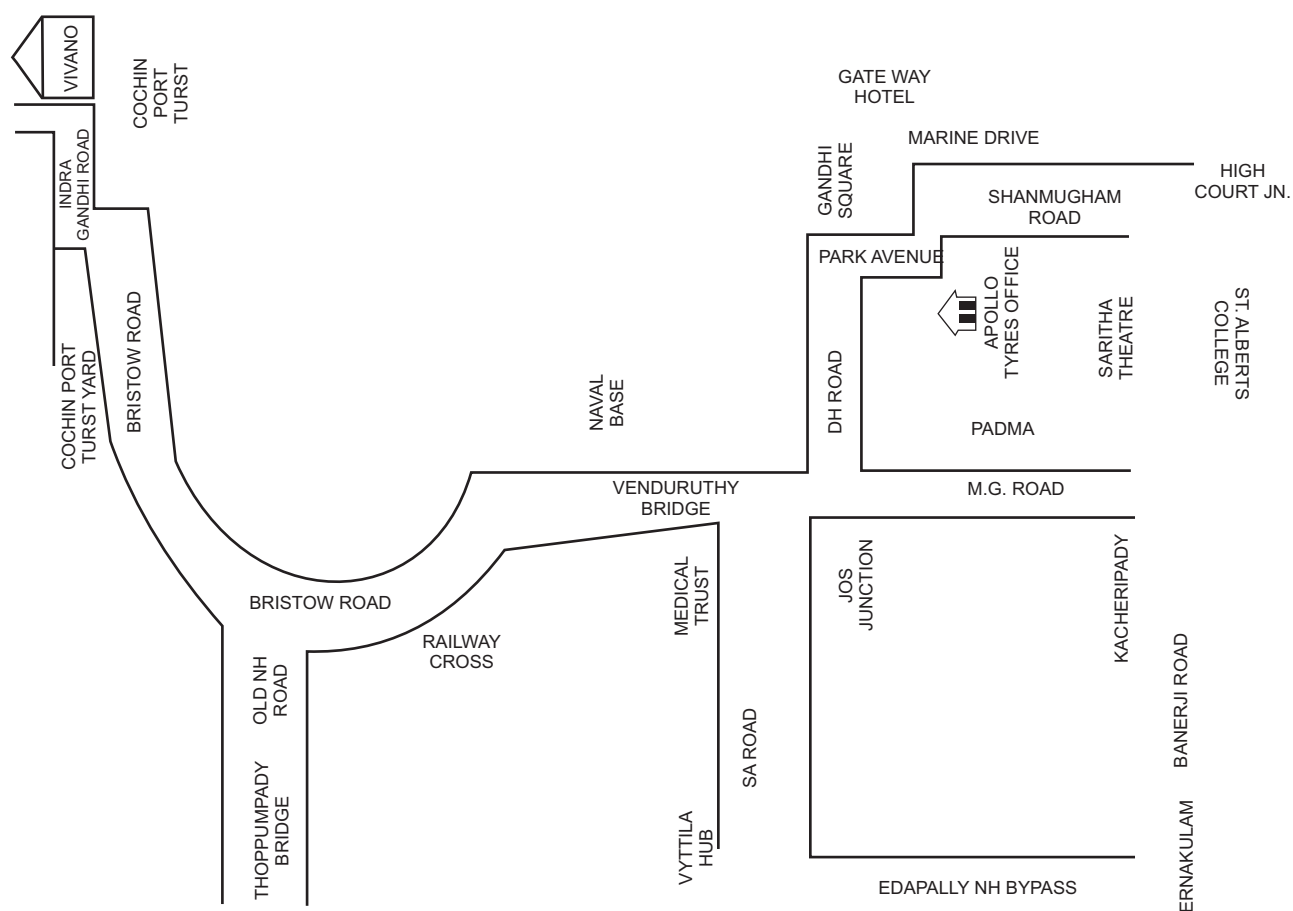 VIVANO
COCHIN
PORT
TURST
INDRA
GANDHI ROAD
GATE WAY
HOTEL
MARINE DRIVE
GANDHI
SQUARE
HIGH
COURT JN.
SHANMUGHAM
ROAD
PARK AVENUE
APOLLO
TYRES OFFICE
SARITHA
THEATRE
ST. ALBERTS
COLLEGE
BRISTOW ROAD
COCHIN PORT
TURST YARD
NAVAL
BASE
DH ROAD
PADMA
VENDURUTHY
BRIDGE
M.G. ROAD
MEDICAL
TRUST
JOS
JUNCTION
KACHERIPADY
BRISTOW ROAD
RAILWAY
CROSS
OLD NH
ROAD
SA ROAD
BANERJI ROAD
THOPPUMPADY
BRIDGE
VYTTILA
HUB
ERNAKULAM
EDAPALLY NH BYPASS